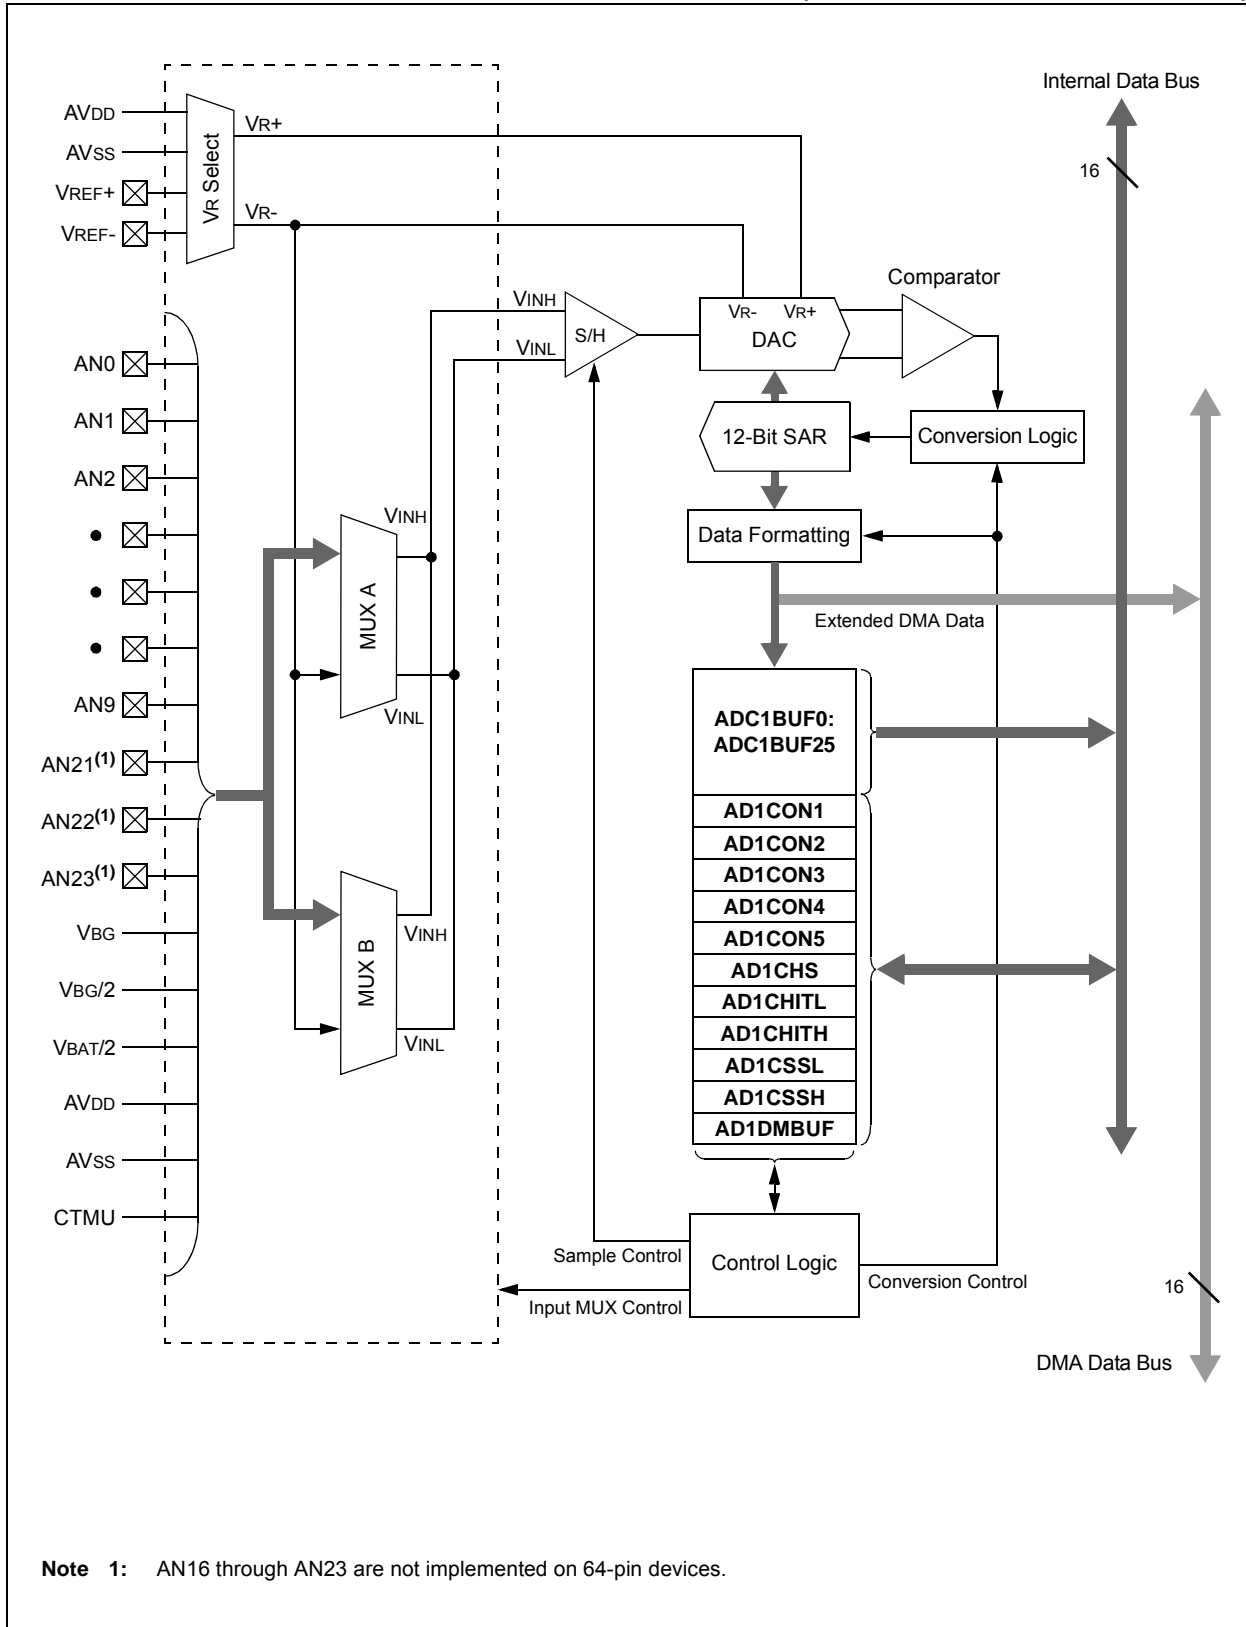 Internal Data Bus
AVDD
AVSS
VREF+
VREF-
VR Select
VR+
VR-
16
Comparator
VINH
VINL
S/H
VR- VR+
DAC
AN0
AN1
AN2
AN9
AN21(1)
AN22(1)
AN23(1)
VBG
VBG/2
VBAT/2
AVDD
AVSS
CTMU
VINH
MUX A
VINL
VINH
MUX B
VINL
12-Bit SAR
Conversion Logic
Data Formatting
Extended DMA Data
ADC1BUF0:
ADC1BUF25
AD1CON1
AD1CON2
AD1CON3
AD1CON4
AD1CON5
AD1CHS
AD1CHITL
AD1CHITH
AD1CSSL
AD1CSSH
AD1DMBUF
Sample Control
Control Logic
Conversion Control
Input MUX Control
16
DMA Data Bus
Note 1: AN16 through AN23 are not implemented on 64-pin devices.